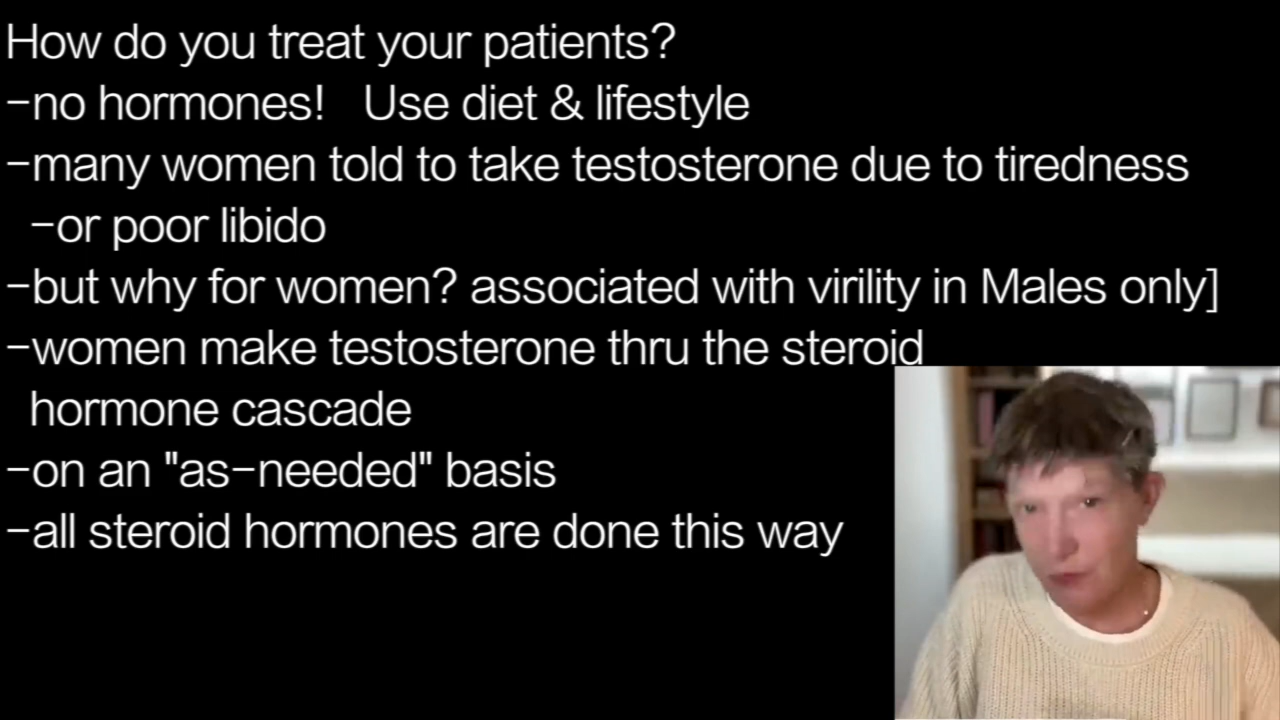 How do you treat your patients?
-no hormones!   Use diet & lifestyle
-many women told to take testosterone due to tiredness
-or poor libido
-but why for women? associated with virility in Males only]
-women make testosterone thru the steroid
hormone cascade
-on an "as-needed" basis
-all steroid hormones are done this way